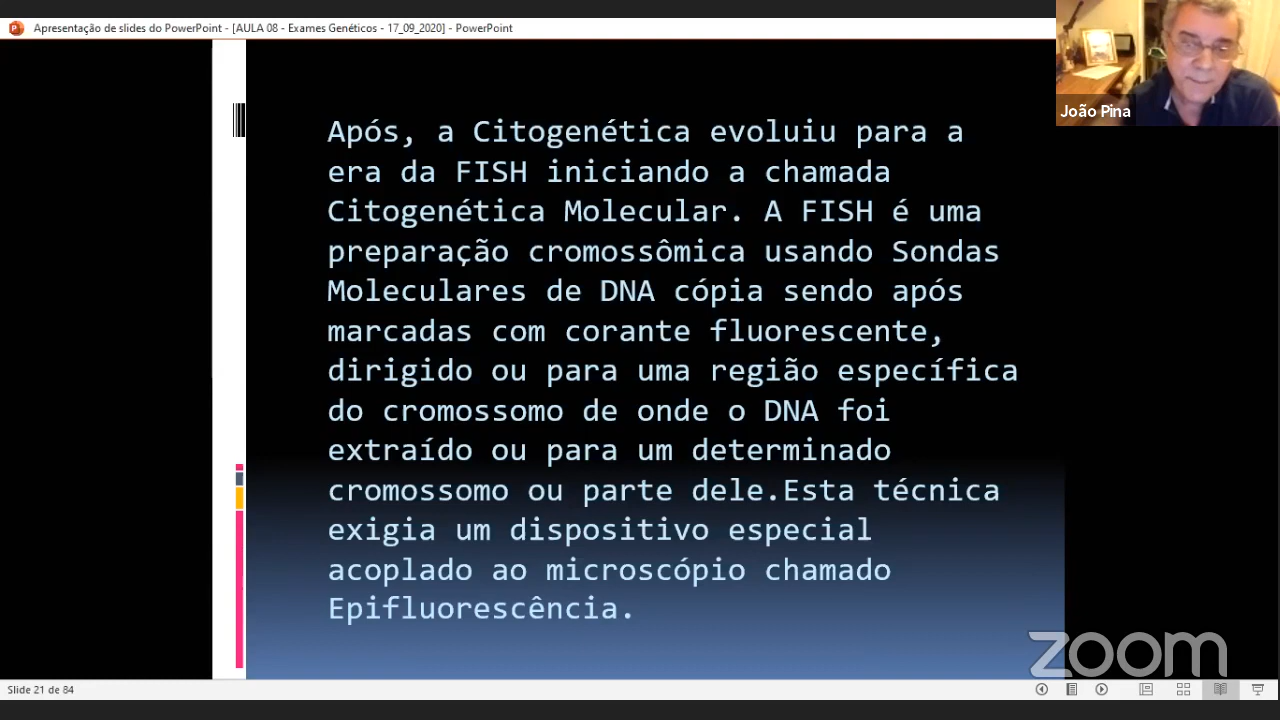 Apresentação de slides do PowerPoint - [AULA 08 - Exames Genéticos - 17_09_2020] - PowerPoint
João Pina
Após, a Citogenética evoluiu para a
era da FISH iniciando a chamada
Citogenética Molecular. A FISH é uma
preparação cromossômica usando Sondas
Moleculares de DNA cópia sendo após
marcadas com corante fluorescente,
dirigido ou para uma região específica
do cromossomo de onde o DNA foi
extraído ou para um determinado
cromossomo ou parte dele.Esta técnica
exigia um dispositivo especial
acoplado ao microscópio chamado
Epifluorescência.
zoom
Slide 21 de 84